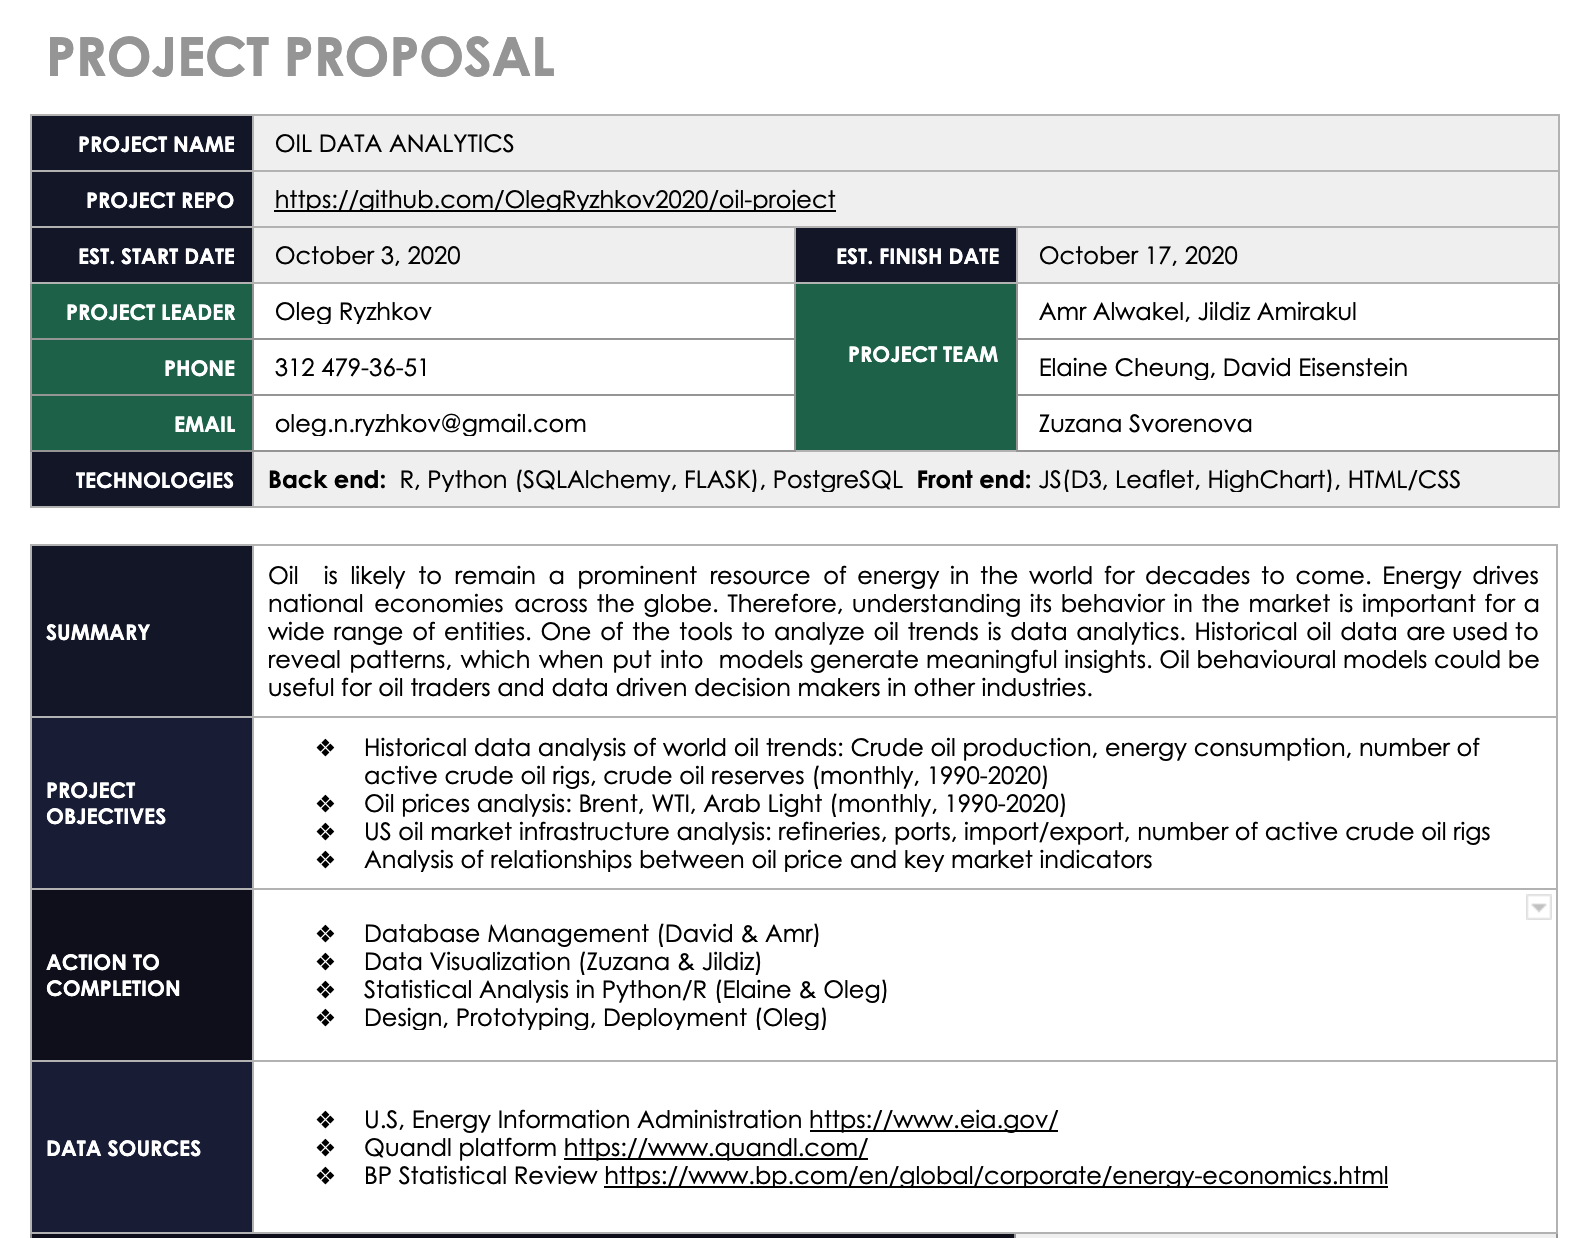 PROJECT PROPOSAL
PROJECT NAME OIL DATA ANALYTICS
PROJECT REPO https://github.com/OlegRyzhkov2020/oil-project
EST. START DATE October 3, 2020 EST. FINISH DATE October 17, 2020
PROJECT LEADER Oleg Ryzhkov PROJECT TEAM Amr Alwakel, Jildiz Amirakul
PHONE 312 479-36-51 Elaine Cheung, David Eisenstein
EMAIL oleg.n.ryzhkov@gmail.com Zuzana Svorenova
TECHNOLOGIES Back end: R, Python (SQLAlchemy, FLASK), PostgreSQL Front end: JS(D3, Leaflet, HighChart), HTML/CSS
SUMMARY
Oil is likely to remain a prominent resource of energy in the world for decades to come. Energy drives
national economies across the globe. Therefore, understanding its behavior in the market is important for a
wide range of entities. One of the tools to analyze oil trends is data analytics. Historical oil data are used to
reveal patterns, which when put into models generate meaningful insights. Oil behavioural models could be
useful for oil traders and data driven decision makers in other industries.
PROJECT
OBJECTIVES
❖ Historical data analysis of world oil trends: Crude oil production, energy consumption, number of
active crude oil rigs, crude oil reserves (monthly, 1990-2020)
❖ Oil prices analysis: Brent, WTI, Arab Light (monthly, 1990-2020)
❖ US oil market infrastructure analysis: refineries, ports, import/export, number of active crude oil rigs
❖ Analysis of relationships between oil price and key market indicators
ACTION TO
COMPLETION
❖ Database Management (David & Amr)
❖ Data Visualization (Zuzana & Jildiz)
❖ Statistical Analysis in Python/R (Elaine & Oleg)
❖ Design, Prototyping, Deployment (Oleg)
DATA SOURCES
❖ U.S, Energy Information Administration https://www.eia.gov/
❖ Quandl platform https://www.quandl.com/
❖ BP Statistical Review https://www.bp.com/en/global/corporate/energy-economics.html